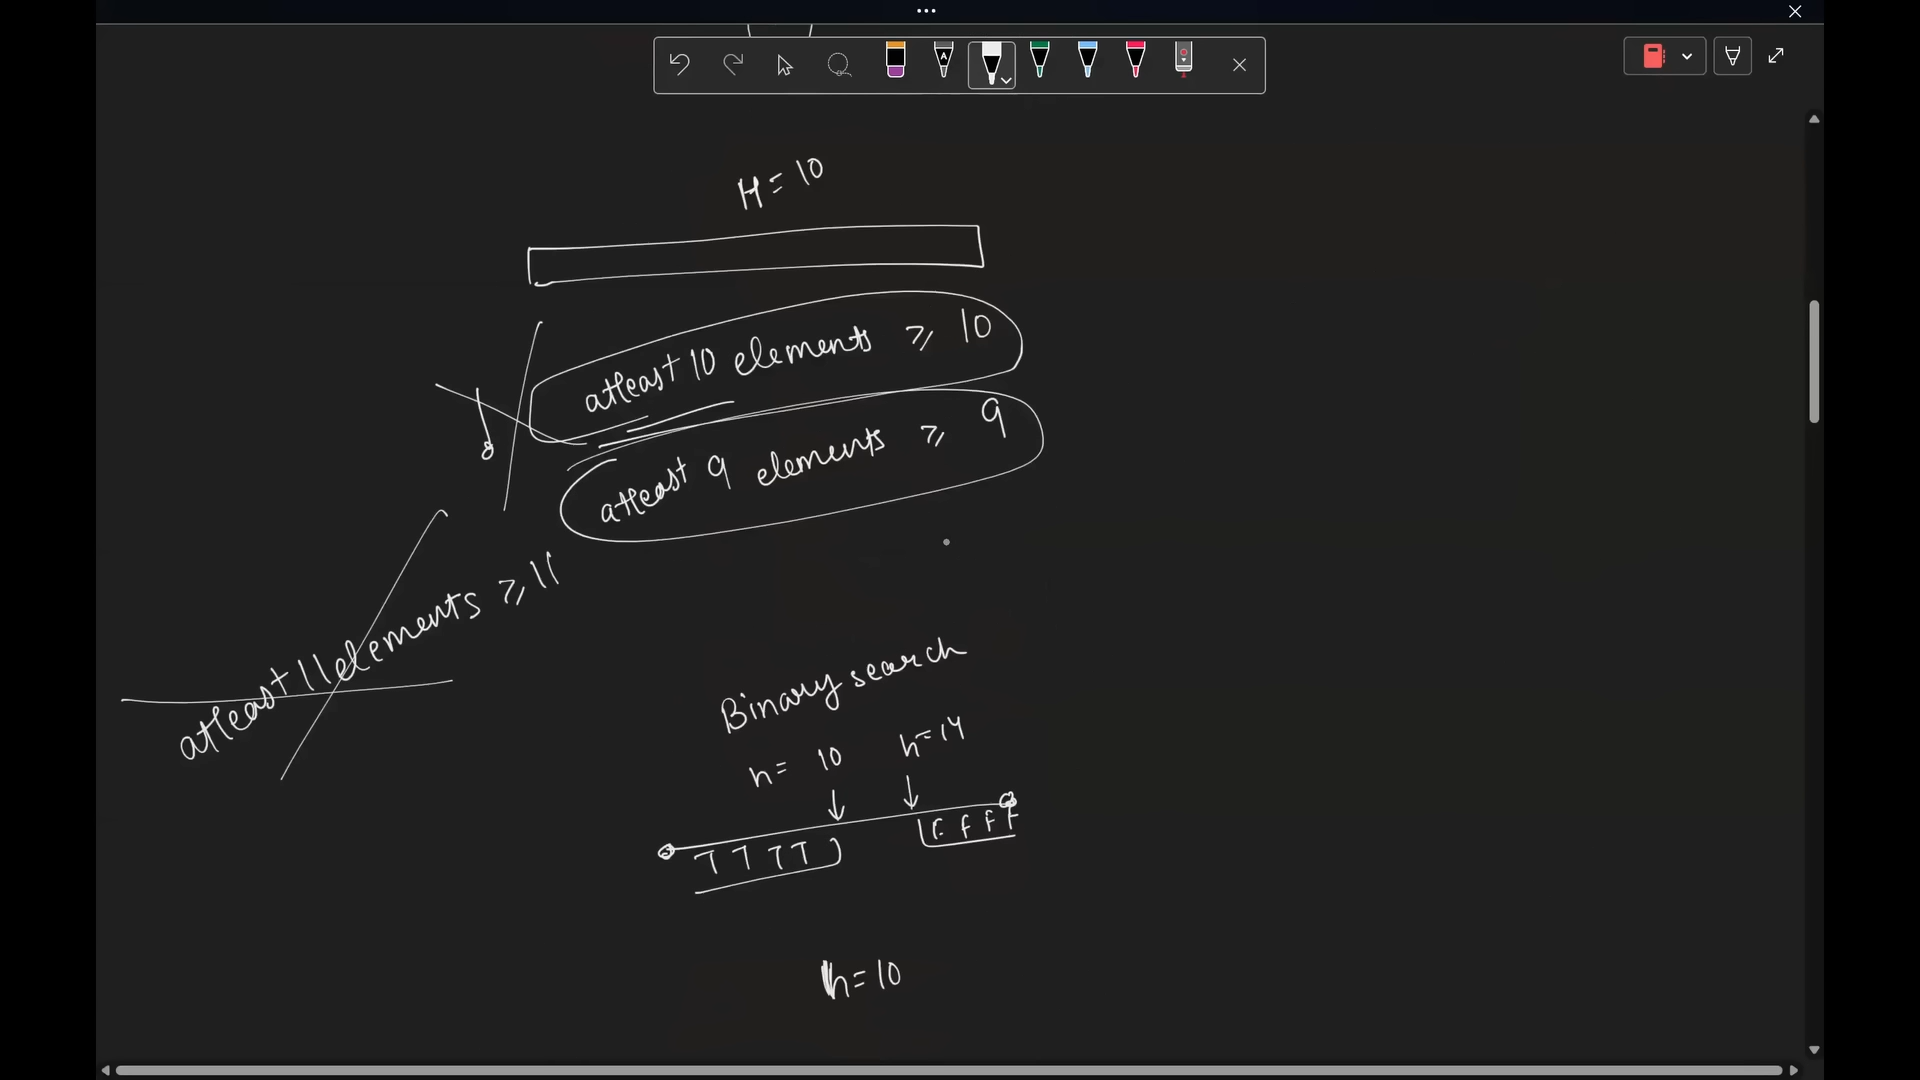 H = 10
atleast 10 elements ≥ 10
atleast 9 elements ≥ 9
atleast 11 elements ≥ 11
Binary search
h = 10 h = 14
T T T T F F F F
h = 10